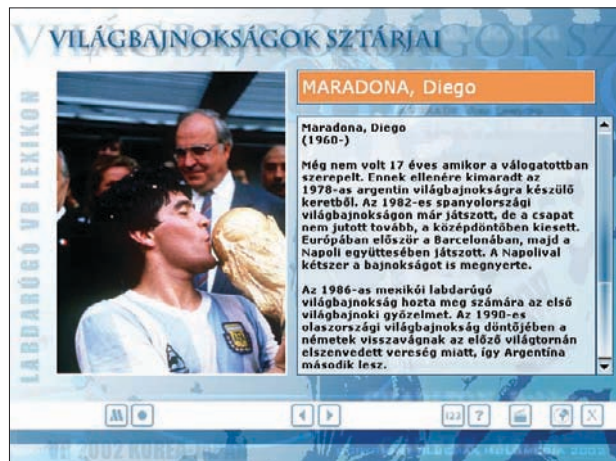 VILÁGBAJNOKSÁGOK SZTÁRJAI
LABDARÚGÓ VB LEXIKON
MARADONA, Diego
Maradona, Diego
(1960-)
Még nem volt 17 éves amikor a válogatottban
szerepelt. Ennek ellenére kimaradt az
1978-as argentin világbajnokságra készülő
keretből. Az 1982-es spanyolországi
világbajnokságon már játszott, de a csapat
nem jutott tovább, a középdöntőben kiesett.
Európában először a Barcelonában, majd a
Napoli együttesében játszott. A Napolival
kétszer a bajnokságot is megnyerte.
Az 1986-as mexikói labdarúgó
világbajnokság hozta meg számára az első
világbajnoki győzelmet. Az 1990-es
olaszországi világbajnokság döntőjében a
németek visszavágnak az előző világtornán
elszenvedett vereség miatt, így Argentína
második lesz.
123 ? X
VB 2002 KOREA